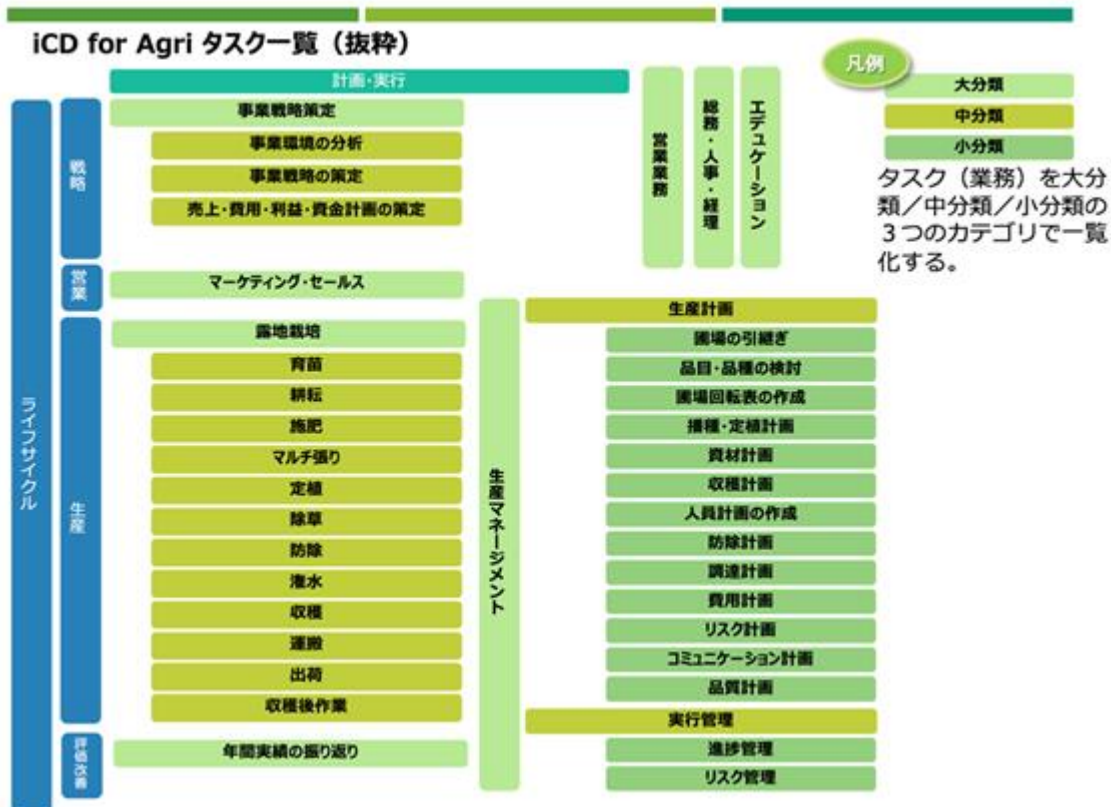 iCD for Agri タスク一覧（抜粋）
凡例
大分類
中分類
小分類
タスク（業務）を大分
類／中分類／小分類の
３つのカテゴリで一覧
化する。
計画・実行
営業業務
総務・人事・経理
エデュケーション
ライフサイクル
戦略
事業戦略策定
事業環境の分析
事業戦略の策定
売上・費用・利益・資金計画の策定
営業
マーケティング・セールス
生産
露地栽培
育苗
耕耘
施肥
マルチ張り
定植
除草
防除
潅水
収穫
運搬
出荷
収穫後作業
評価改善
年間実績の振り返り
生産マネージメント
生産計画
圃場の引継ぎ
品目・品種の検討
圃場回転表の作成
播種・定植計画
資材計画
収穫計画
人員計画の作成
防除計画
調達計画
費用計画
リスク計画
コミュニケーション計画
品質計画
実行管理
進捗管理
リスク管理